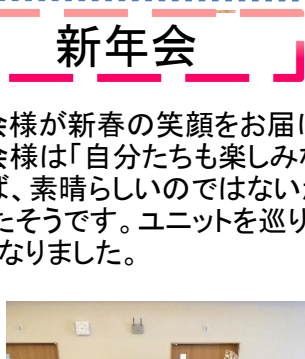 新年会
会様が新春の笑顔をお届け
会様は「自分たちも楽しみな
ば、素晴らしいのではない
たそうです。ユニットを巡り
なりました。